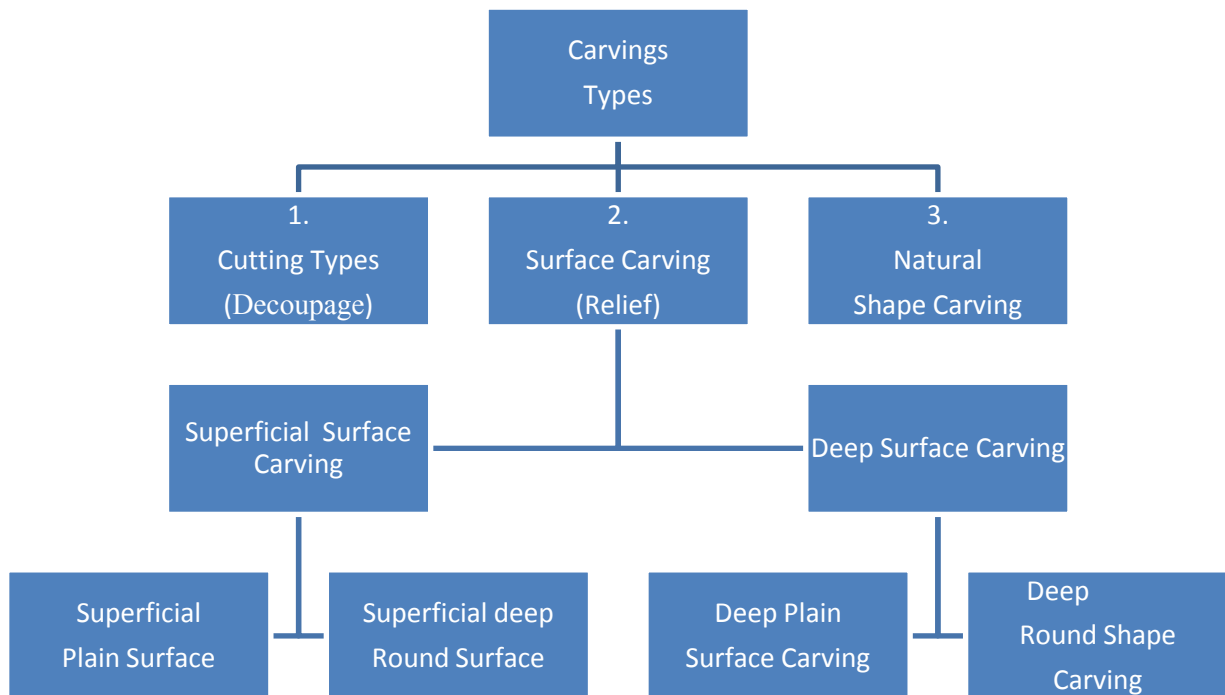 Carvings
Types
1.
Cutting Types
(Decoupage)
2.
Surface Carving
(Relief)
3.
Natural
Shape Carving
Superficial  Surface
Carving
Deep Surface Carving
Superficial
Plain Surface
Superficial deep
Round Surface
Deep Plain
Surface Carving
Deep
Round Shape
Carving